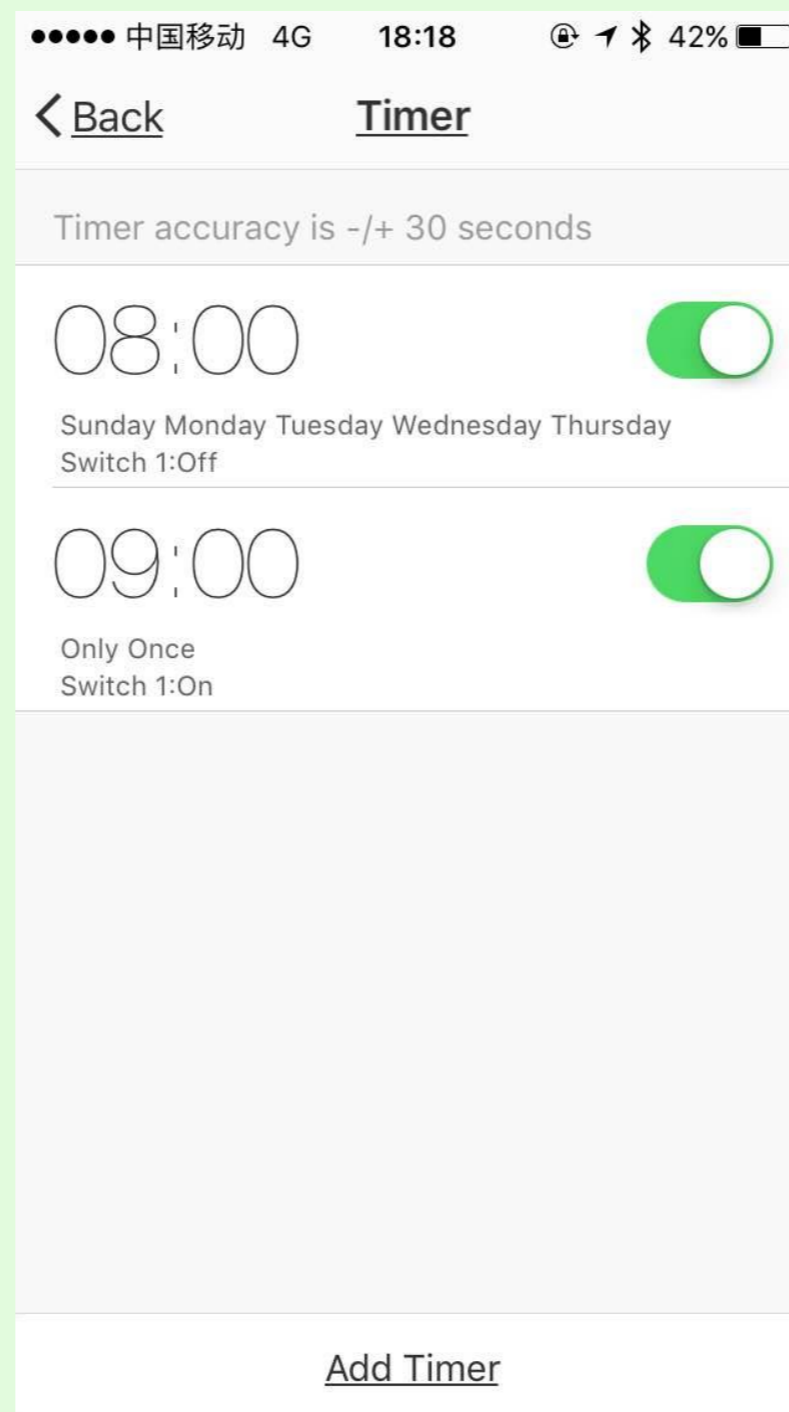 中国移动 4G 18:18 42%
Back Timer
Timer accuracy is -/+ 30 seconds
08:00
Sunday Monday Tuesday Wednesday Thursday
Switch 1:Off
09:00
Only Once
Switch 1:On
Add Timer